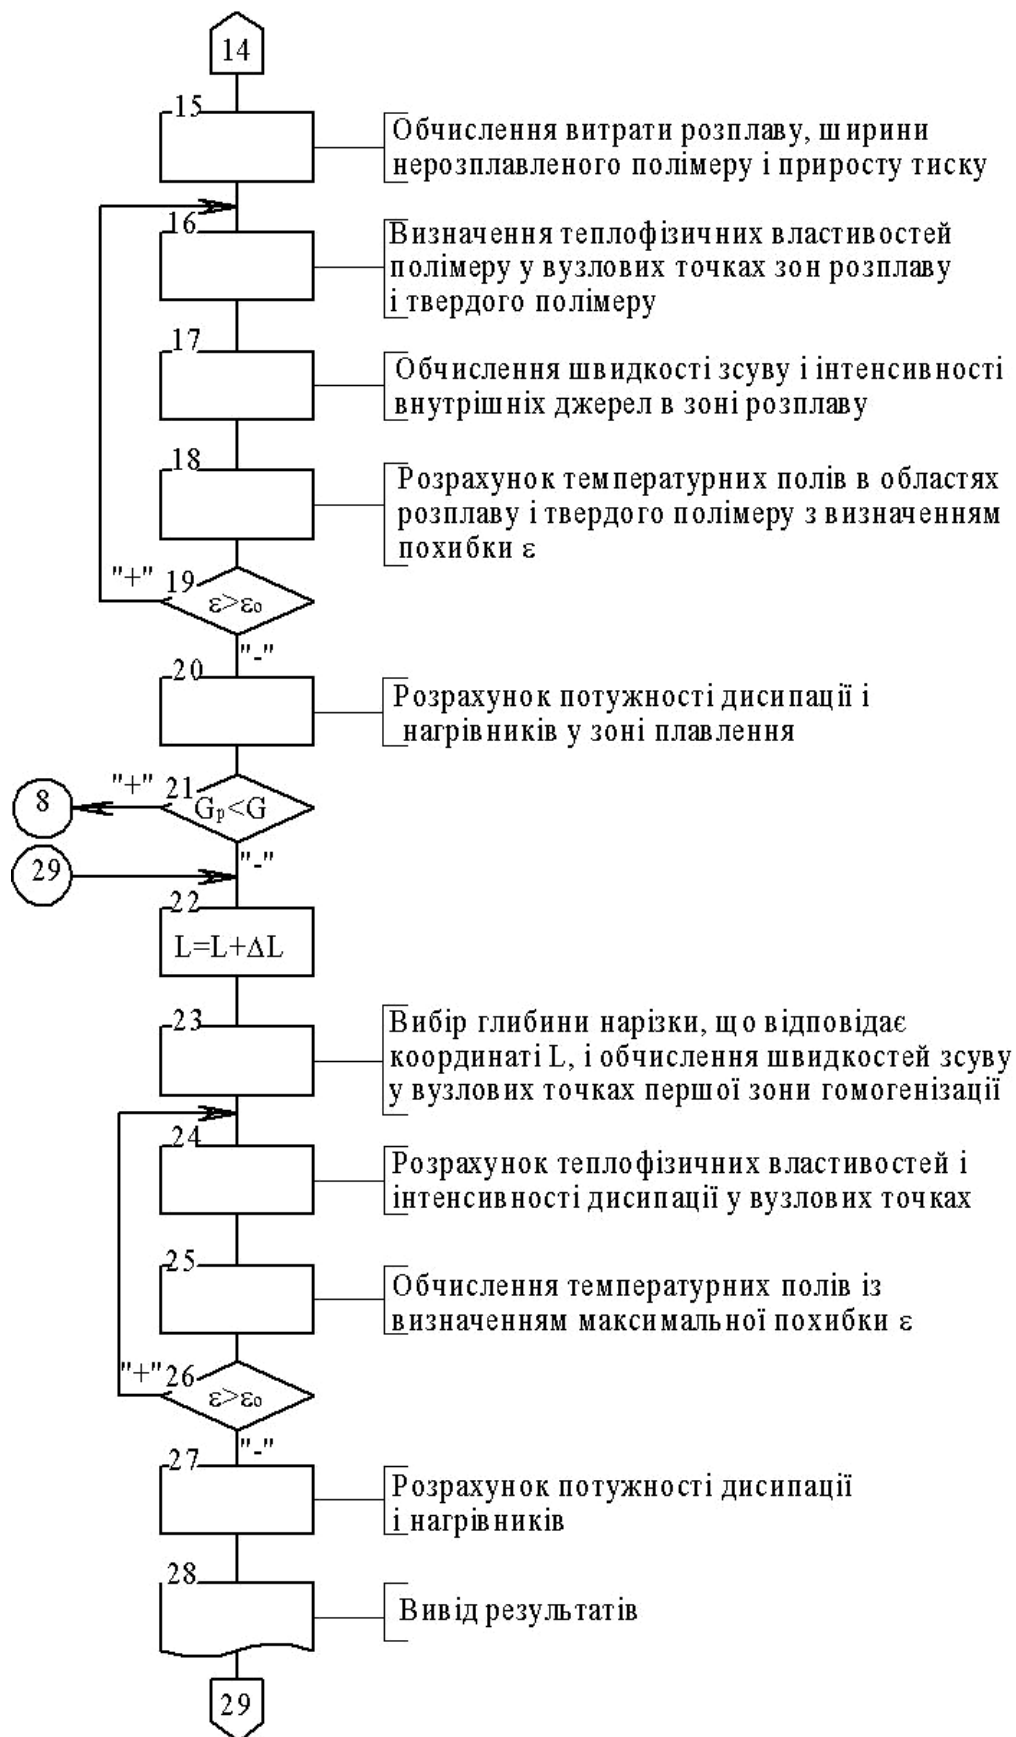 14
15
Обчислення витрати розплаву, ширини
нерозплавленого полімеру і приросту тиску
16
Визначення теплофізичних властивостей
полімеру у вузлових точках зон розплаву
і твердого полімеру
17
Обчислення швидкості зсуву і інтенсивності
внутрішніх джерел в зоні розплаву
18
Розрахунок температурних полів в областях
розплаву і твердого полімеру з визначенням
похибки ε
"+" 19
ε>ε₀
"-"
20
Розрахунок потужності дисипації і
нагрівників у зоні плавлення
"+" 21
8
Gₚ<G
"-"
29
22
L=L+ΔL
23
Вибір глибини нарізки, що відповідає
координаті L, і обчислення швидкостей зсуву
у вузлових точках першої зони гомогенізації
24
Розрахунок теплофізичних властивостей і
інтенсивності дисипації у вузлових точках
25
Обчислення температурних полів із
визначенням максимальної похибки ε
"+" 26
ε>ε₀
"-"
27
Розрахунок потужності дисипації
і нагрівників
28
Вивід результатів
29